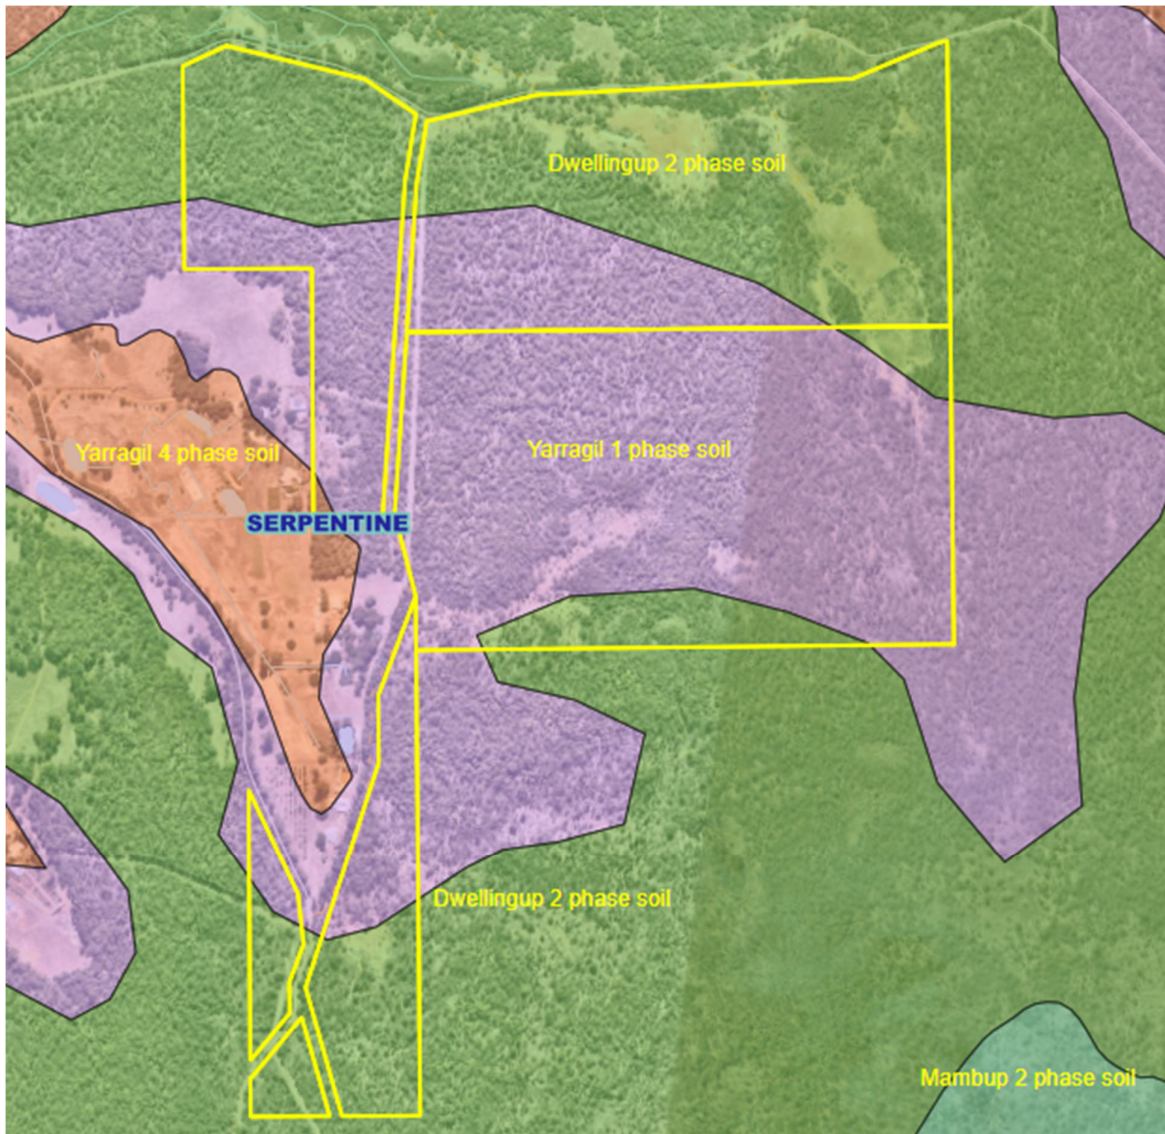 Dwellingup 2 phase soil
Yarragil 1 phase soil
Yarragil 4 phase soil
SERPENTINE
Dwellingup 2 phase soil
Mambup 2 phase soil